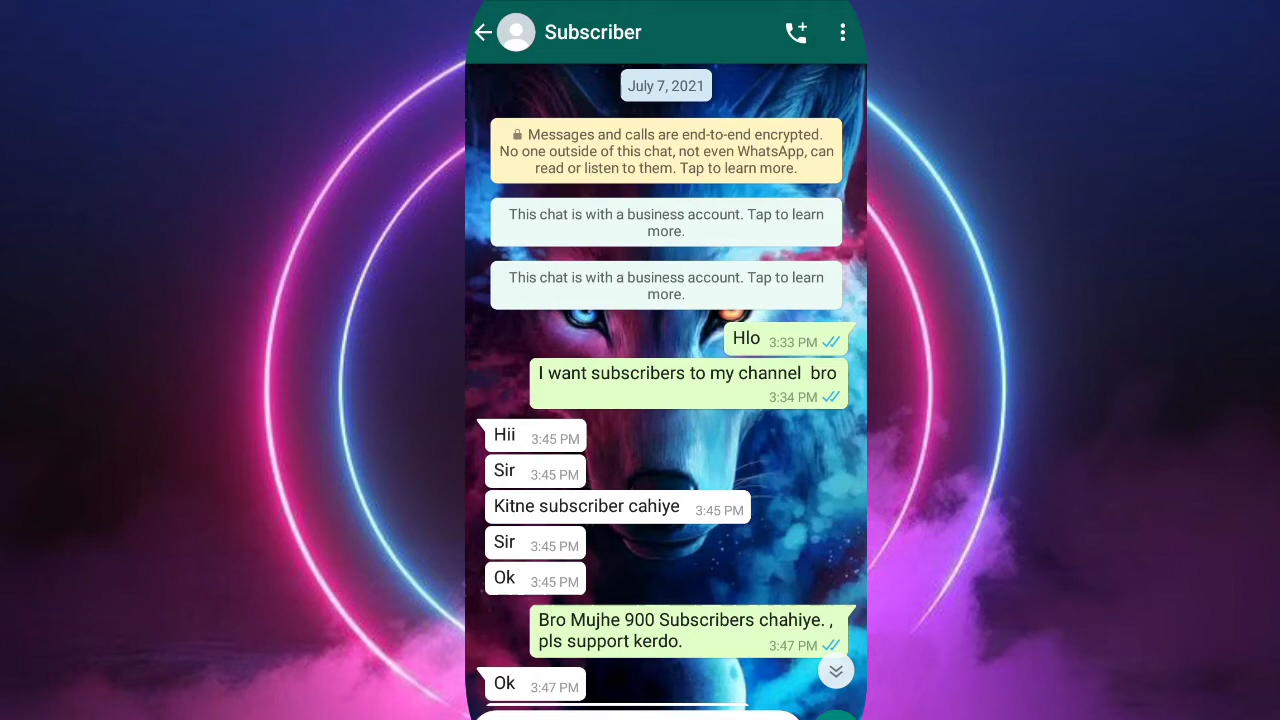 Subscriber
July 7, 2021
Messages and calls are end-to-end encrypted.
No one outside of this chat, not even WhatsApp, can
read or listen to them. Tap to learn more.
This chat is with a business account. Tap to learn
more.
This chat is with a business account. Tap to learn
more.
Hlo 3:33 PM
I want subscribers to my channel  bro
3:34 PM
Hii 3:45 PM
Sir 3:45 PM
Kitne subscriber cahiye 3:45 PM
Sir 3:45 PM
Ok 3:45 PM
Bro Mujhe 900 Subscribers chahiye. ,
pls support kerdo. 3:47 PM
Ok 3:47 PM